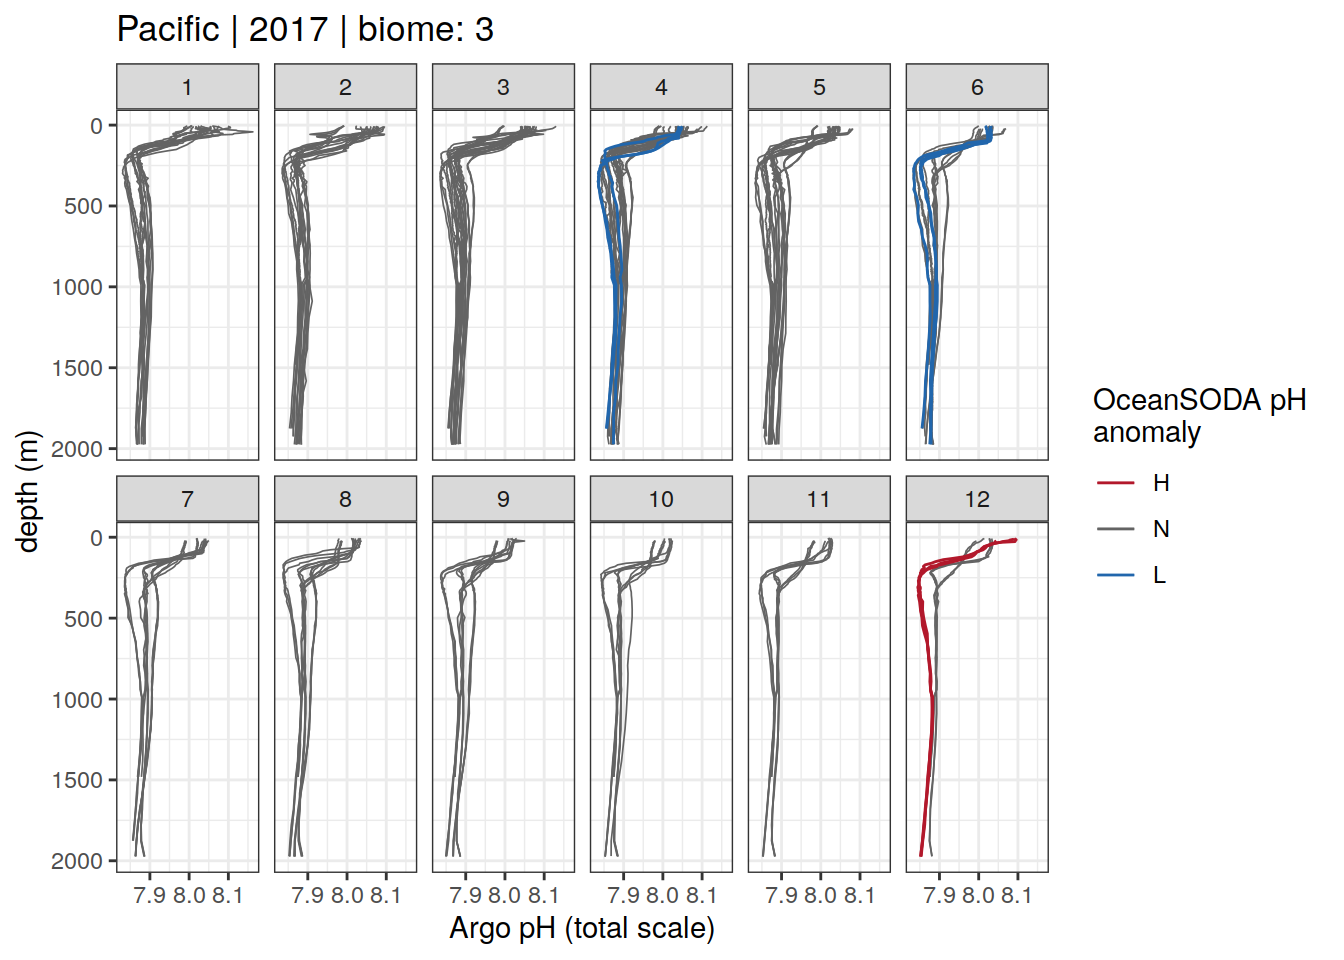 Pacific | 2017 | biome: 3
1 2 3 4 5 6
0
500
1000
1500
2000
7 8 9 10 11 12
0
500
1000
1500
2000
7.9 8.0 8.1 7.9 8.0 8.1 7.9 8.0 8.1 7.9 8.0 8.1 7.9 8.0 8.1 7.9 8.0 8.1
Argo pH (total scale)
depth (m)
OceanSODA pH
anomaly
H
N
L